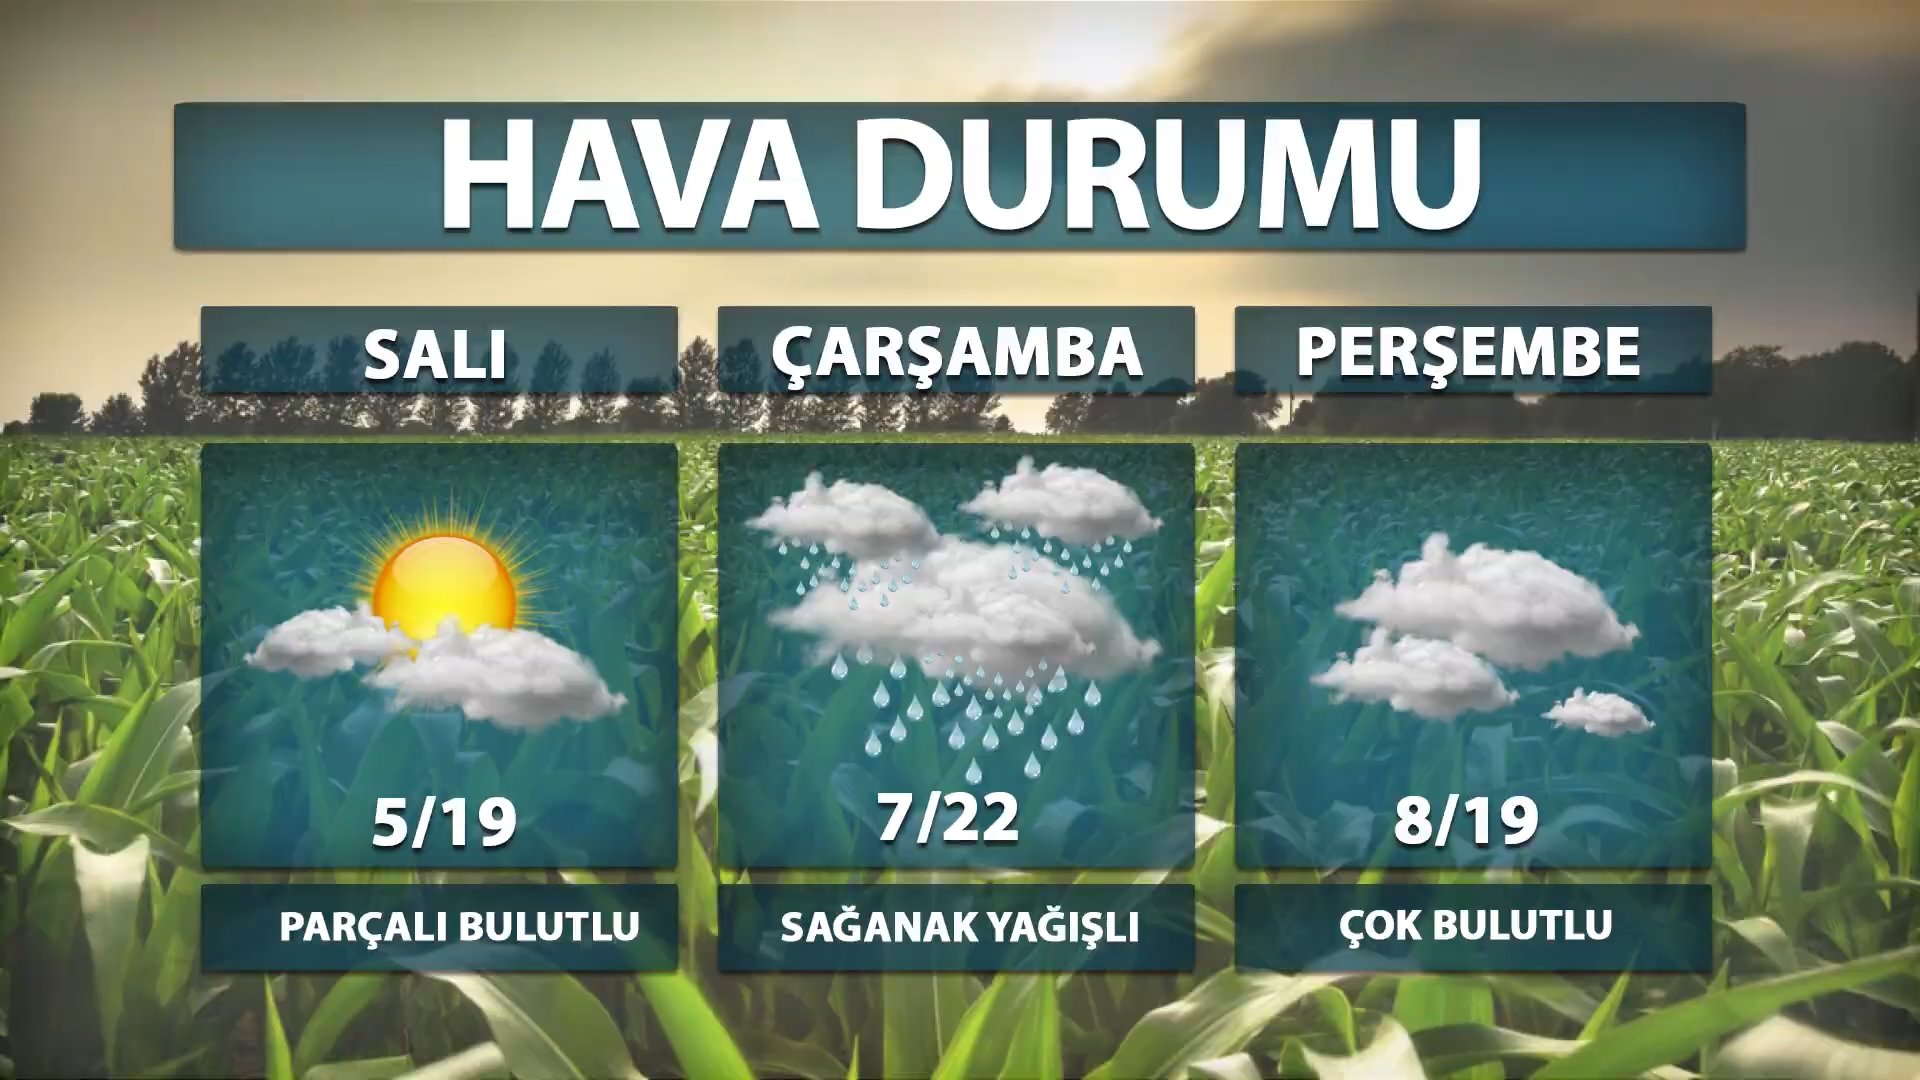 HAVA DURUMU
SALI
ÇARŞAMBA
PERŞEMBE
5/19
7/22
8/19
PARÇALI BULUTLU
SAĞANAK YAĞIŞLI
ÇOK BULUTLU